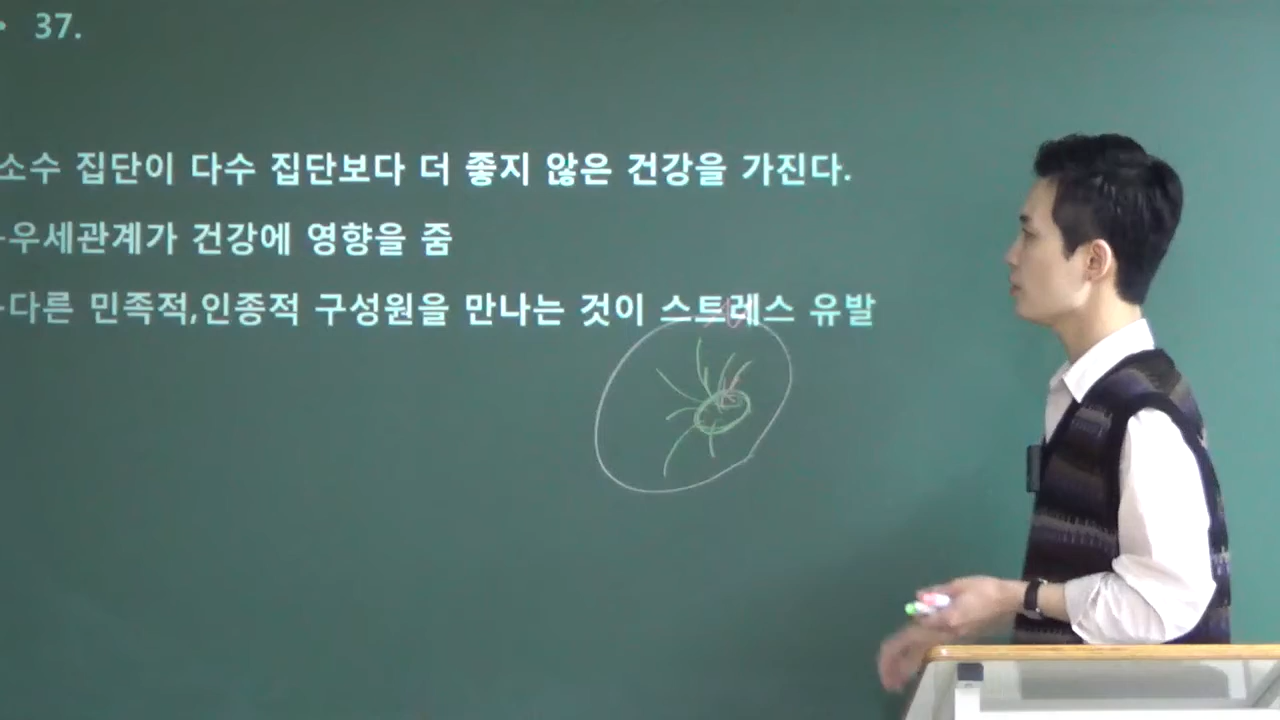 37.
소수 집단이 다수 집단보다 더 좋지 않은 건강을 가진다.
-우세관계가 건강에 영향을 줌
-다른 민족적,인종적 구성원을 만나는 것이 스트레스 유발